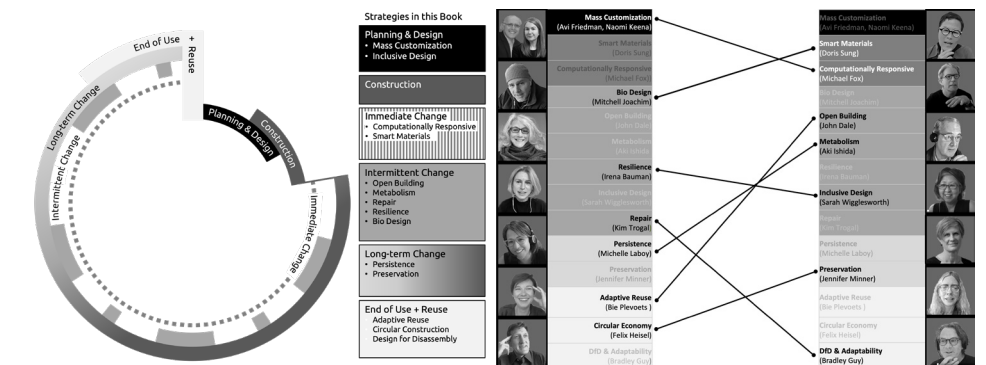 End of Use
+ Reuse
Planning & Design
Construction
Immediate Change
Intermittent Change
Long-term Change
Strategies in this Book
Planning & Design
• Mass Customization
• Inclusive Design
Construction
Immediate Change
• Computationally Responsive
• Smart Materials
Intermittent Change
• Open Building
• Metabolism
• Repair
• Resilience
• Bio Design
Long-term Change
• Persistence
• Preservation
End of Use + Reuse
Adaptive Reuse
Circular Construction
Design for Disassembly
Mass Customization
(Avi Friedman, Naomi Keena)
Smart Materials
(Doris Sung)
Computationally Responsive
(Michael Fox)
Bio Design
(Mitchell Joachim)
Open Building
(John Dale)
Metabolism
(Aki Ishida)
Resilience
(Irena Bauman)
Inclusive Design
(Sarah Wigglesworth)
Repair
(Kim Trogal)
Persistence
(Michelle Laboy)
Preservation
(Jennifer Minner)
Adaptive Reuse
(Bie Plevoets )
Circular Economy
(Felix Heisel)
DfD & Adaptability
(Bradley Guy)
Mass Customization
(Avi Friedman, Naomi Keena)
Smart Materials
(Doris Sung)
Computationally Responsive
(Michael Fox)
Bio Design
(Mitchell Joachim)
Open Building
(John Dale)
Metabolism
(Aki Ishida)
Resilience
(Irena Bauman)
Inclusive Design
(Sarah Wigglesworth)
Repair
(Kim Trogal)
Persistence
(Michelle Laboy)
Preservation
(Jennifer Minner)
Adaptive Reuse
(Bie Plevoets )
Circular Economy
(Felix Heisel)
DfD & Adaptability
(Bradley Guy)